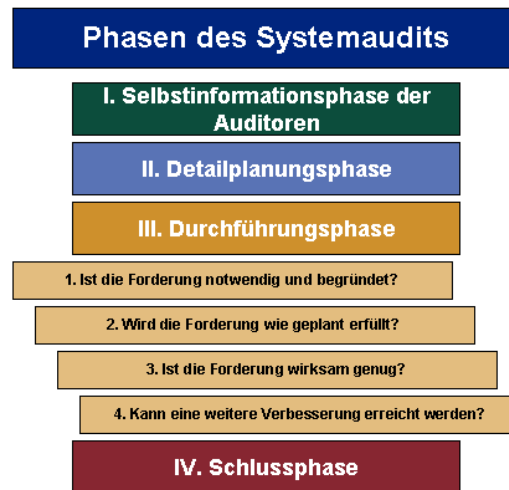 Phasen des Systemaudits
I. Selbstinformationsphase der
Auditoren
II. Detailplanungsphase
III. Durchführungsphase
1. Ist die Forderung notwendig und begründet?
2. Wird die Forderung wie geplant erfüllt?
3. Ist die Forderung wirksam genug?
4. Kann eine weitere Verbesserung erreicht werden?
IV. Schlussphase